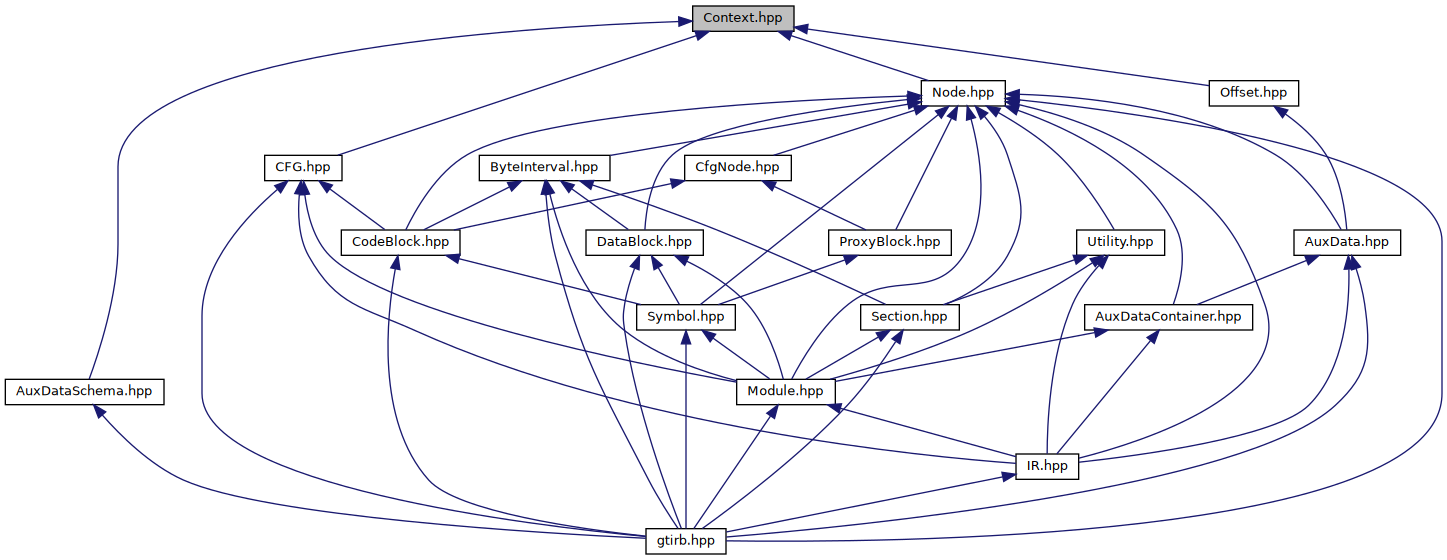 Context.hpp
Node.hpp
Offset.hpp
CFG.hpp
ByteInterval.hpp
CfgNode.hpp
CodeBlock.hpp
DataBlock.hpp
ProxyBlock.hpp
Utility.hpp
AuxData.hpp
Symbol.hpp
Section.hpp
AuxDataContainer.hpp
AuxDataSchema.hpp
Module.hpp
IR.hpp
gtirb.hpp